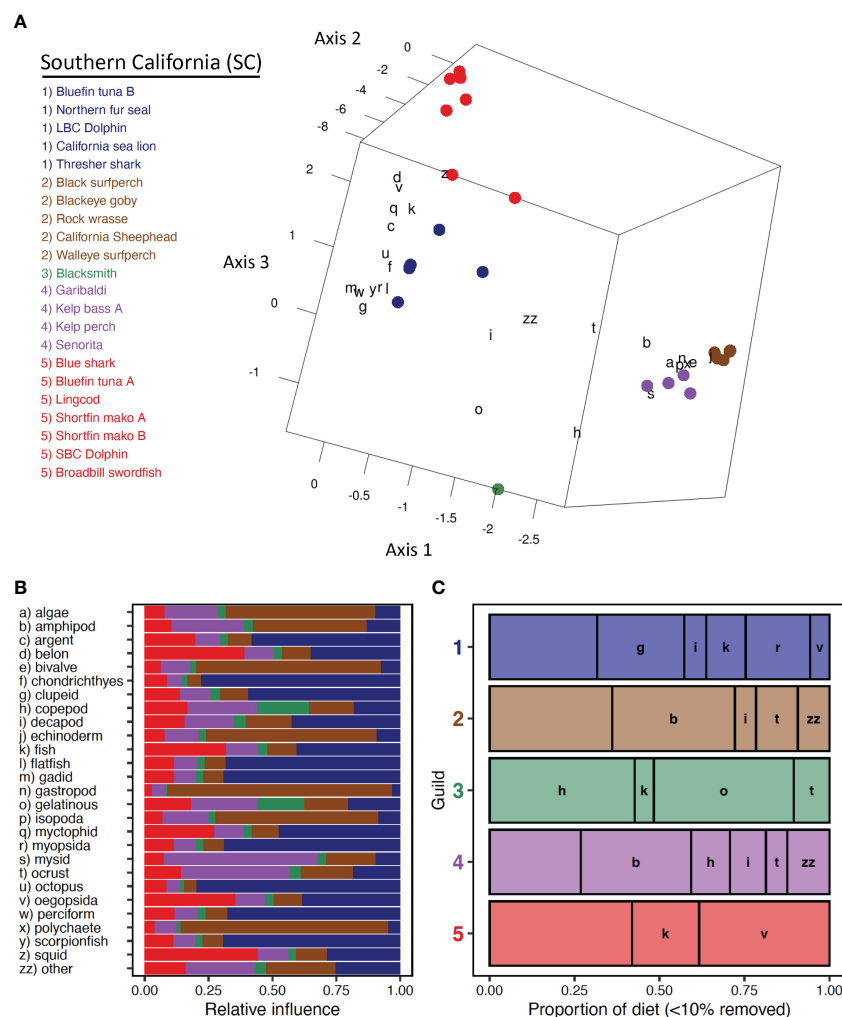 A
Southern California (SC)
1) Bluefin tuna B
1) Northern fur seal
1) LBC Dolphin
1) California sea lion
1) Thresher shark
2) Black surfperch
2) Blackeye goby
2) Rock wrasse
2) California Sheephead
2) Walleye surfperch
3) Blacksmith
4) Garibaldi
4) Kelp bass A
4) Kelp perch
4) Senorita
5) Blue shark
5) Bluefin tuna A
5) Lingcod
5) Shortfin mako A
5) Shortfin mako B
5) SBC Dolphin
5) Broadbill swordfish
Axis 2
0
-2
-4
-6
-8
Axis 3
2
1
0
-1
0
-0.5
-1
-1.5
-2
-2.5
Axis 1
z
d
v
q k
c
u
f
m w y r l
g
zz
i
t
b
n j
a p x e
s
o
h
B
a) algae
b) amphipod
c) argent
d) belon
e) bivalve
f) chondrichthyes
g) clupeid
h) copepod
i) decapod
j) echinoderm
k) fish
l) flatfish
m) gadid
n) gastropod
o) gelatinous
p) isopoda
q) myctophid
r) myopsida
s) mysid
t) ocrust
u) octopus
v) oegopsida
w) perciform
x) polychaete
y) scorpionfish
z) squid
zz) other
0.00 0.25 0.50 0.75 1.00
Relative influence
C
Guild
1 g i k r v
2 b i t zz
3 h k o t
4 b h i t zz
5 k v
0.00 0.25 0.50 0.75 1.00
Proportion of diet (<10% removed)